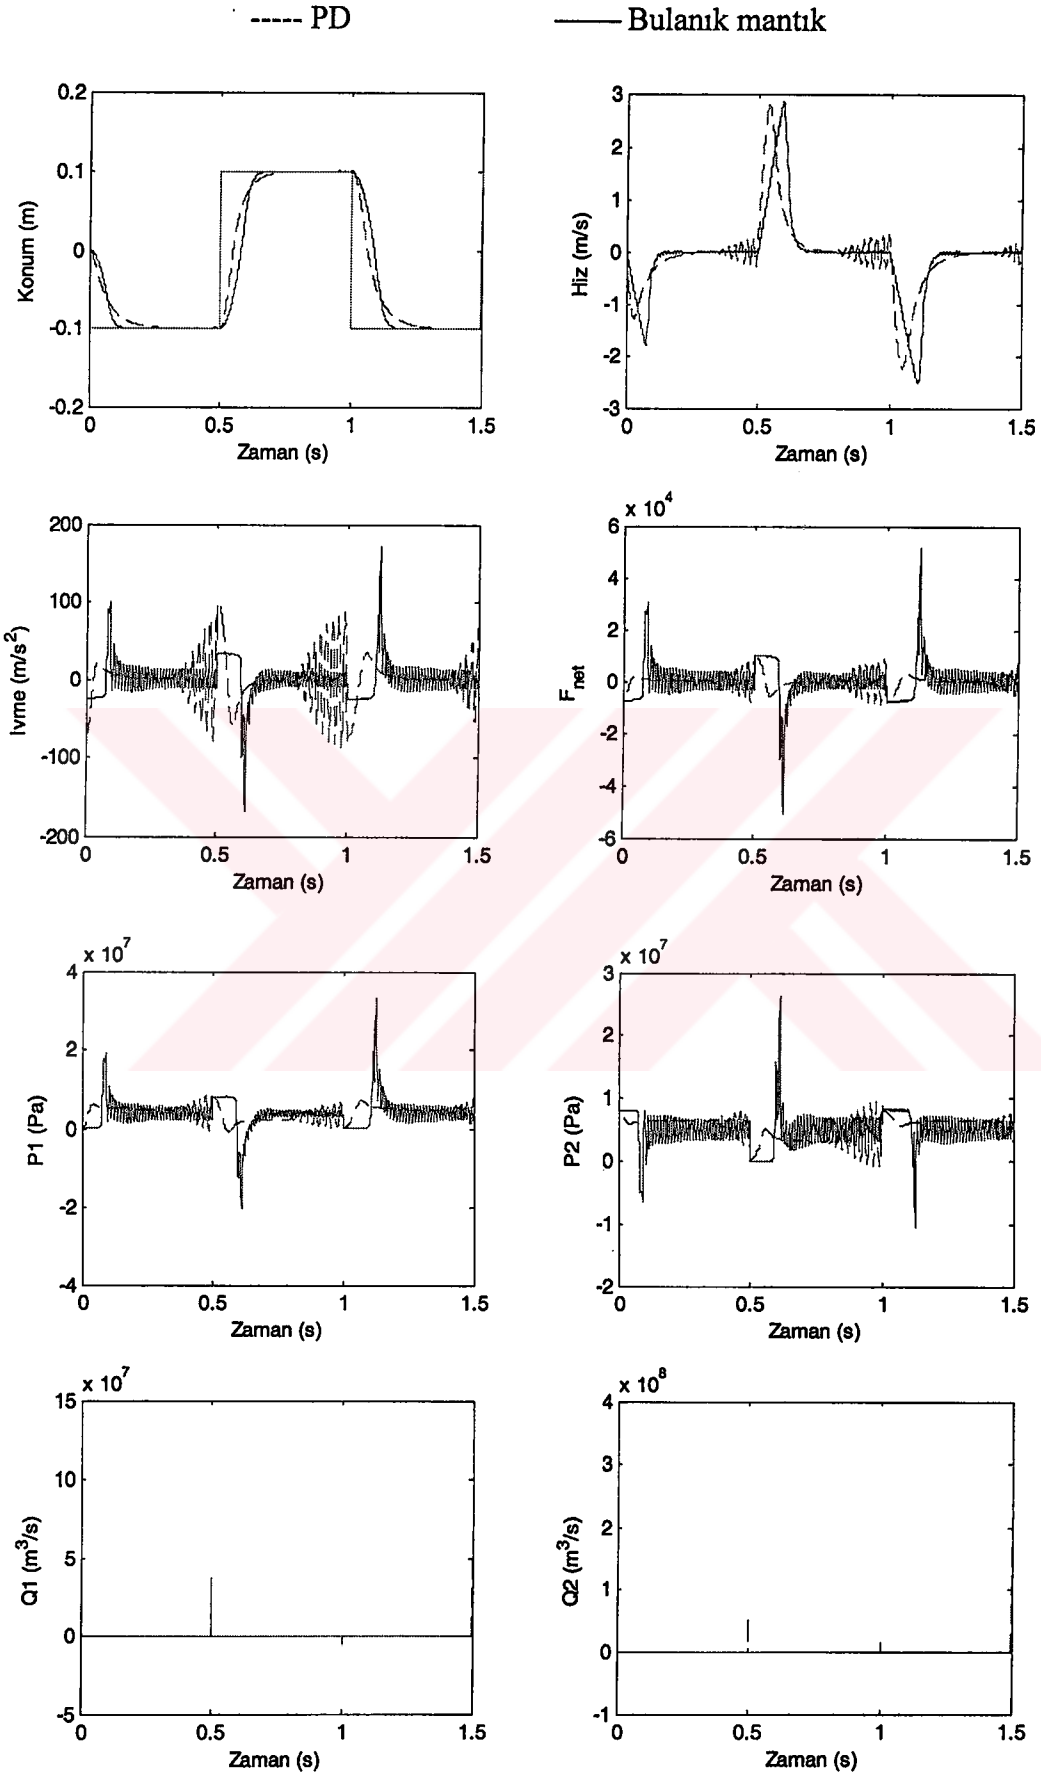 ----- PD —— Bulanık mantık
0.2
0.1
0
-0.1
-0.2
Konum (m)
0 0.5 1 1.5
Zaman (s)
3
2
1
0
-1
-2
-3
Hiz (m/s)
0 0.5 1 1.5
Zaman (s)
200
100
0
-100
-200
Ivme (m/s²)
0 0.5 1 1.5
Zaman (s)
x 10⁴
6
4
2
0
-2
-4
-6
Fnet
0 0.5 1 1.5
Zaman (s)
x 10⁷
4
2
0
-2
-4
P1 (Pa)
0 0.5 1 1.5
Zaman (s)
x 10⁷
3
2
1
0
-1
-2
P2 (Pa)
0 0.5 1 1.5
Zaman (s)
x 10⁷
15
10
5
0
-5
Q1 (m³/s)
0 0.5 1 1.5
Zaman (s)
x 10⁸
4
3
2
1
0
-1
Q2 (m³/s)
0 0.5 1 1.5
Zaman (s)